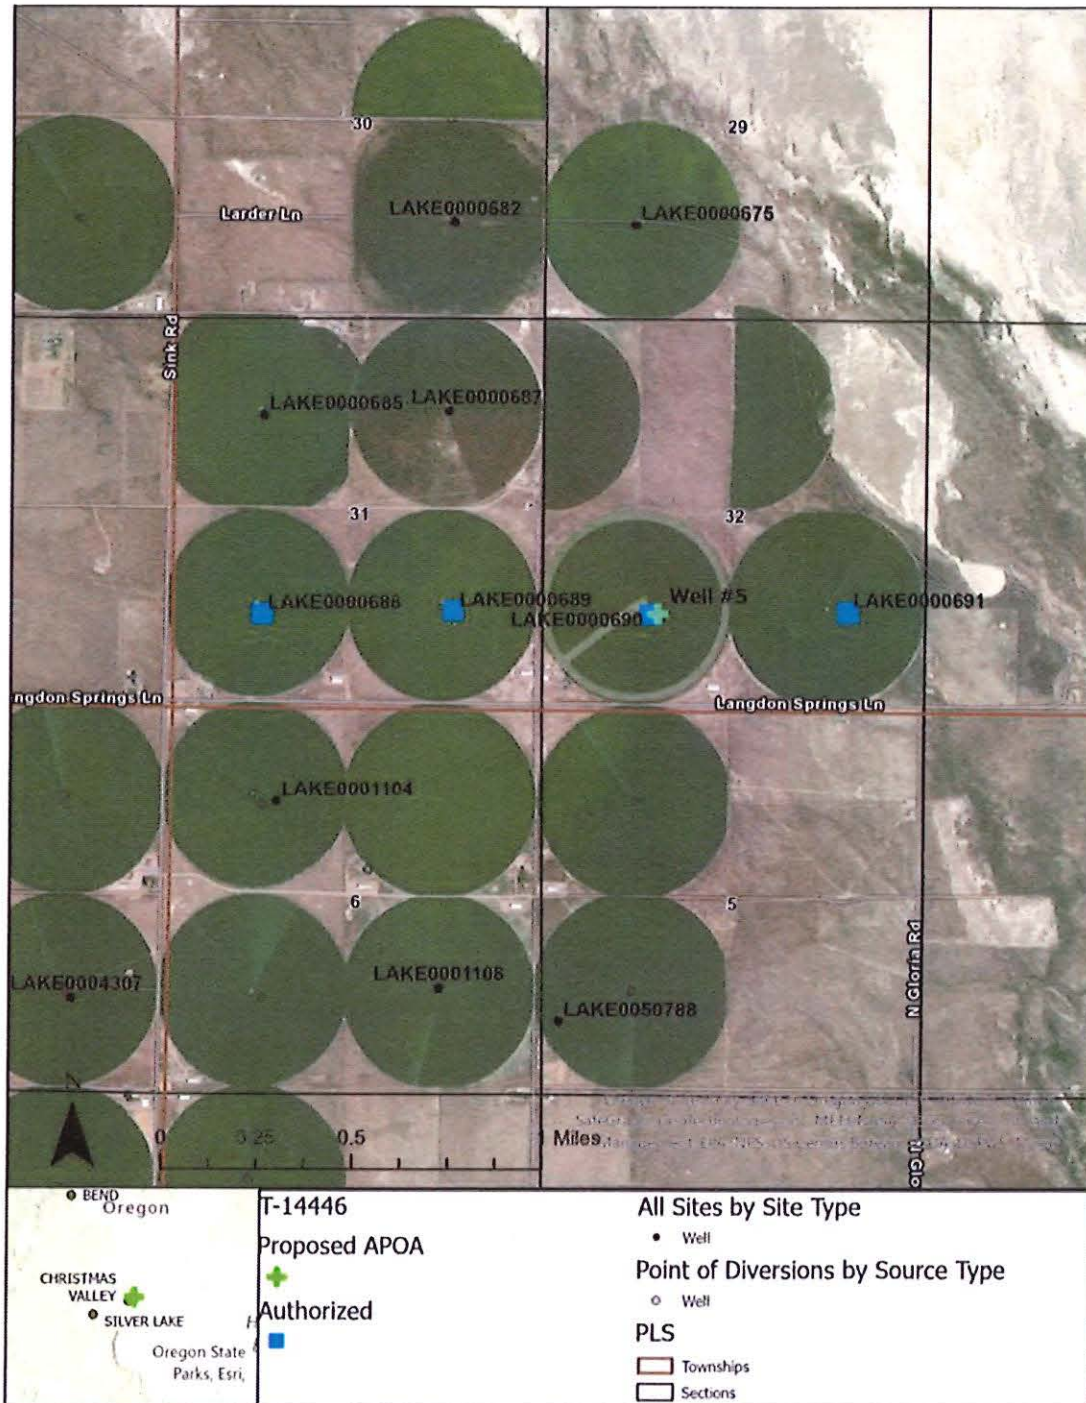 30
29
Larder Ln
LAKE0000682
LAKE0000675
Sink Rd
LAKE0000685
LAKE0000687
31
32
LAKE0000688
LAKE0000689
Well #5
LAKE0000690
LAKE0000691
ngdon Springs Ln
Langdon Springs Ln
LAKE0001104
6
5
LAKE0001108
LAKE0004307
LAKE0050788
N Gloria Rd
N Glo
0 0.25 0.5 1 Miles
BEND
Oregon
CHRISTMAS
VALLEY
SILVER LAKE
Oregon State
Parks, Esri,
T-14446
Proposed APOA
Authorized
All Sites by Site Type
Well
Point of Diversions by Source Type
Well
PLS
Townships
Sections